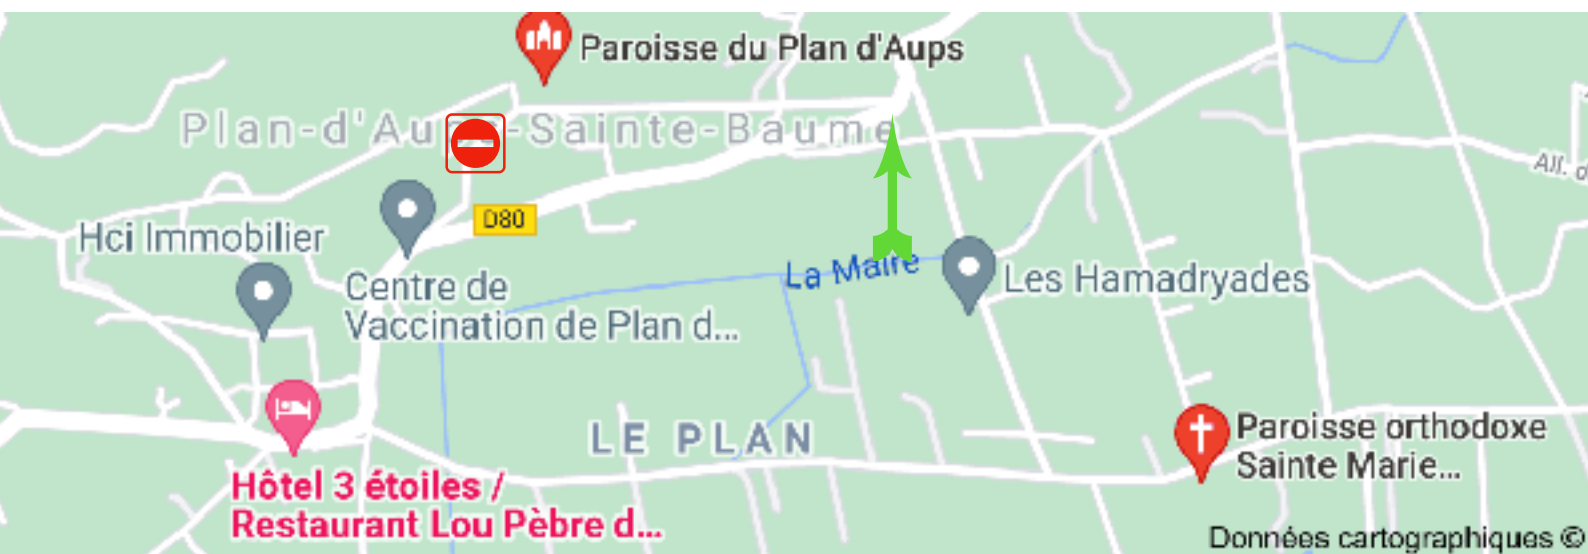 Paroisse du Plan d'Aups
Plan-d'Aups-Sainte-Baume
All. d
D80
Hci Immobilier
La Maire
Les Hamadryades
Centre de
Vaccination de Plan d...
LE PLAN
Paroisse orthodoxe
Sainte Marie...
Hôtel 3 étoiles /
Restaurant Lou Pèbre d...
Données cartographiques ©